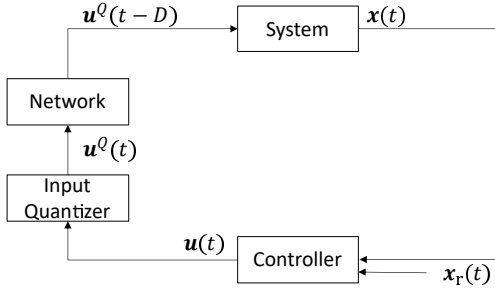 𝒖^Q(t − D)
System
𝒙(t)
Network
𝒖^Q(t)
Input
Quantizer
𝒖(t)
Controller
𝒙_r(t)